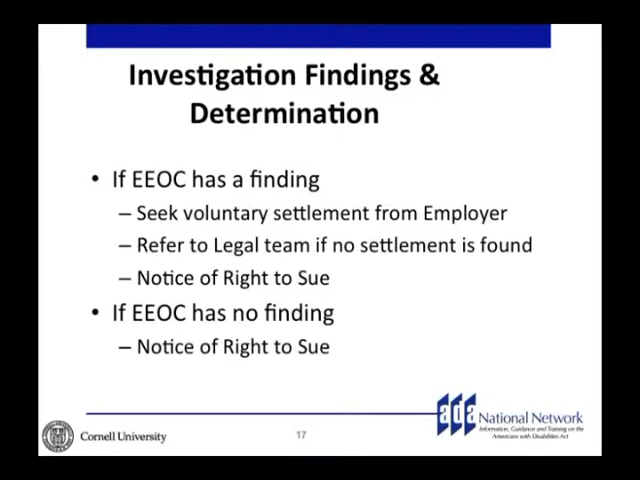 Investigation Findings &
Determination
• If EEOC has a finding
– Seek voluntary settlement from Employer
– Refer to Legal team if no settlement is found
– Notice of Right to Sue
• If EEOC has no finding
– Notice of Right to Sue
Cornell University
17
ada National Network
Information, Guidance and Training on the
Americans with Disabilities Act